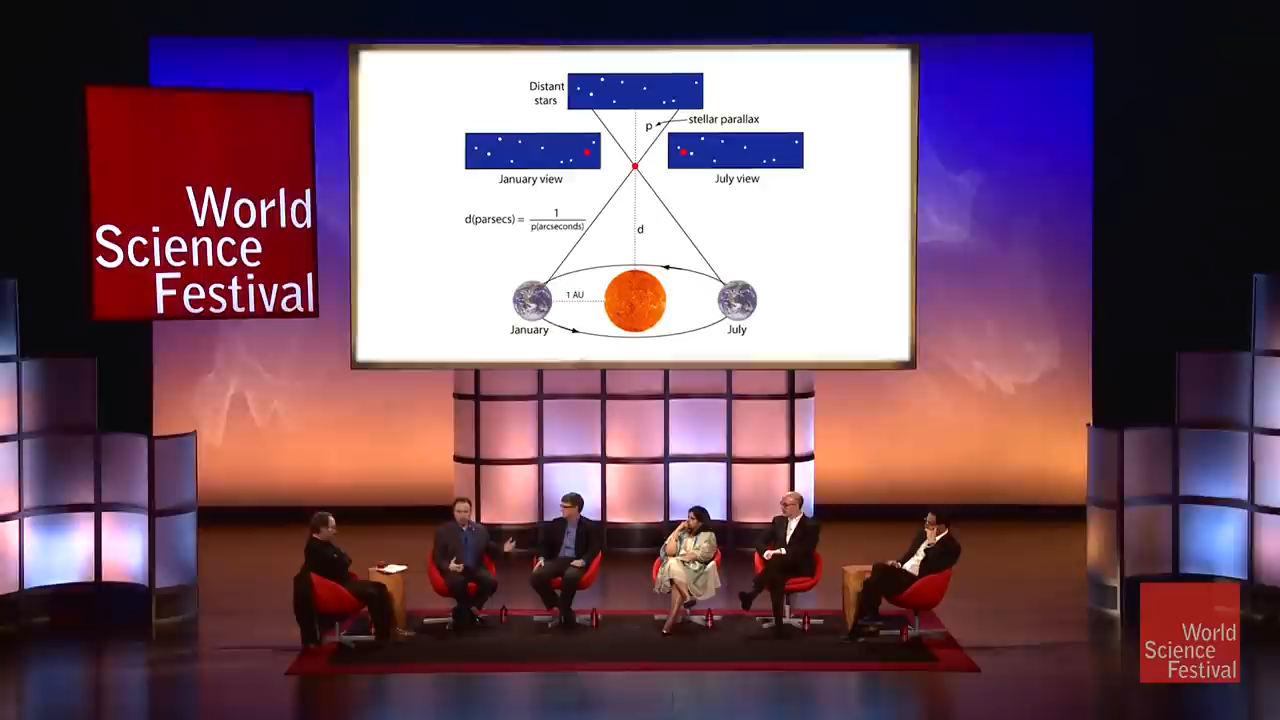 World
Science
Festival
Distant
stars
p
stellar parallax
January view
July view
d(parsecs) = 1
p(arcseconds)
d
1 AU
January
July
World
Science
Festival